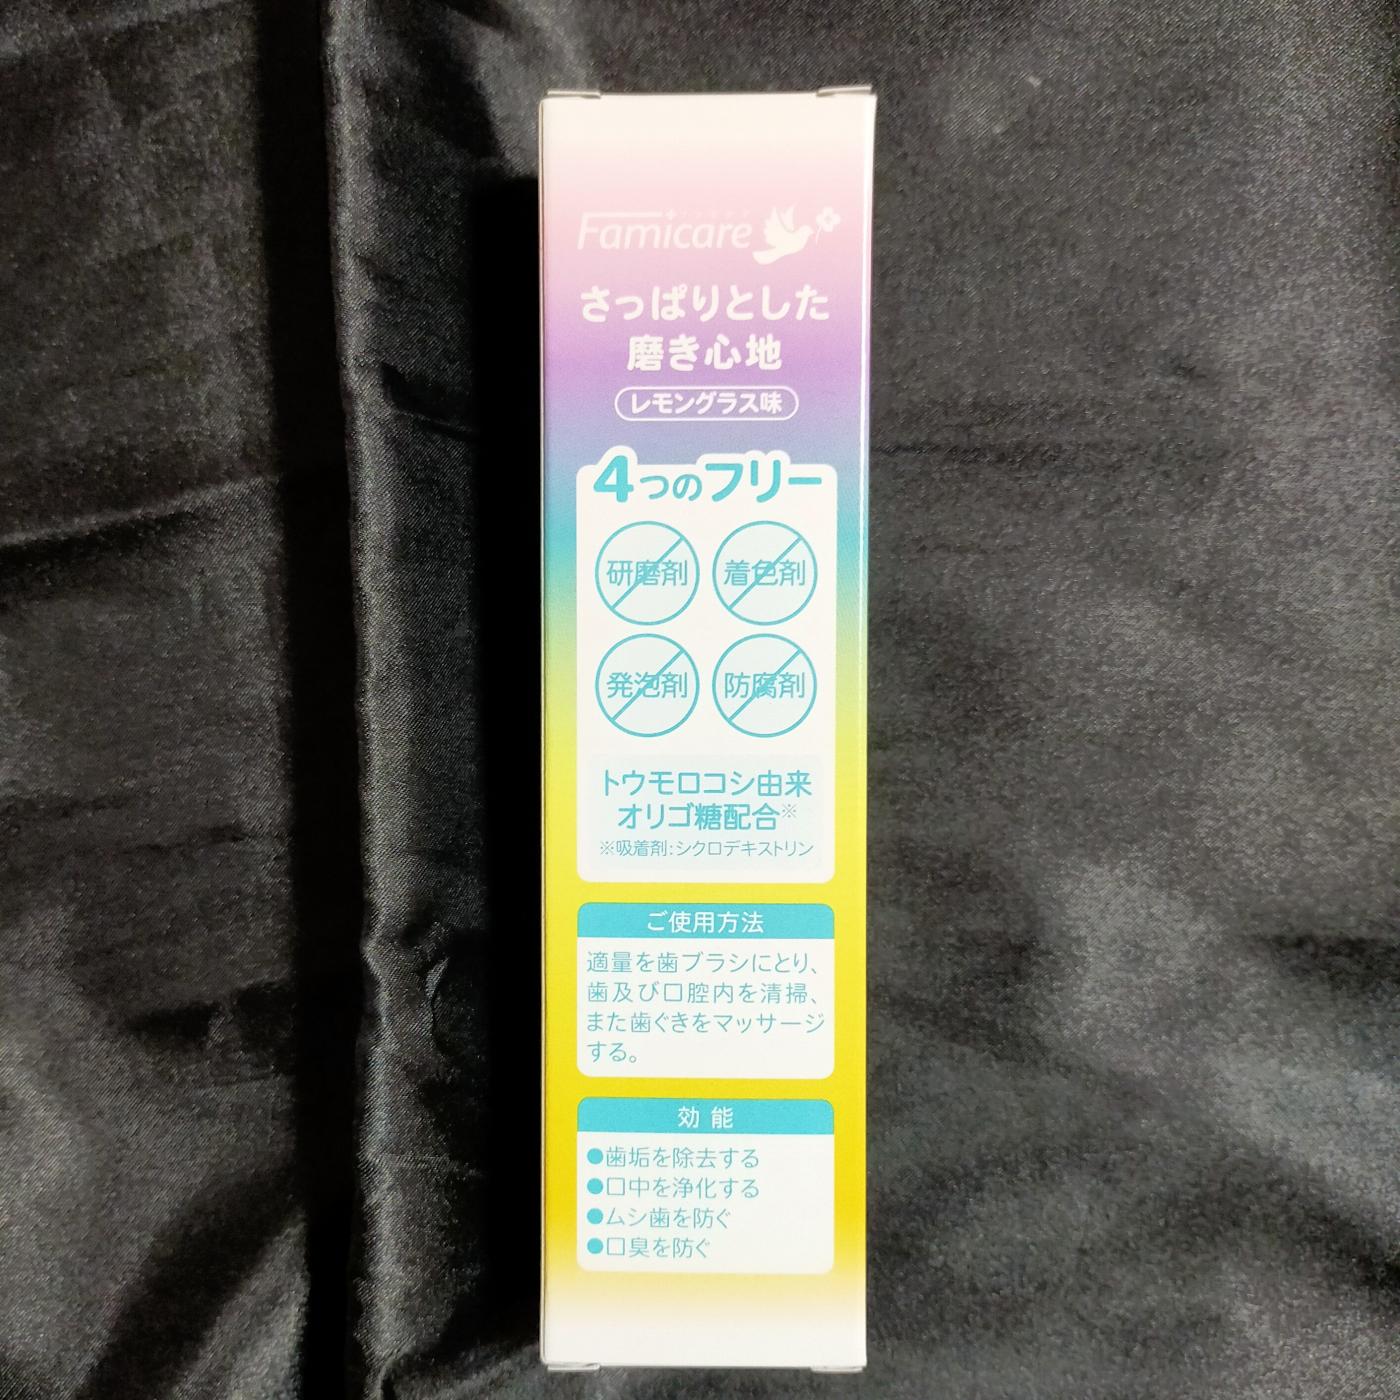 Famicare
さっぱりとした
磨き心地
レモングラス味
4つのフリー
研磨剤 着色剤
発泡剤 防腐剤
トウモロコシ由来
オリゴ糖配合※
※吸着剤:シクロデキストリン
ご使用方法
適量を歯ブラシにとり、
歯及び口腔内を清掃、
また歯ぐきをマッサージ
する。
効能
●歯垢を除去する
●口中を浄化する
●ムシ歯を防ぐ
●口臭を防ぐ